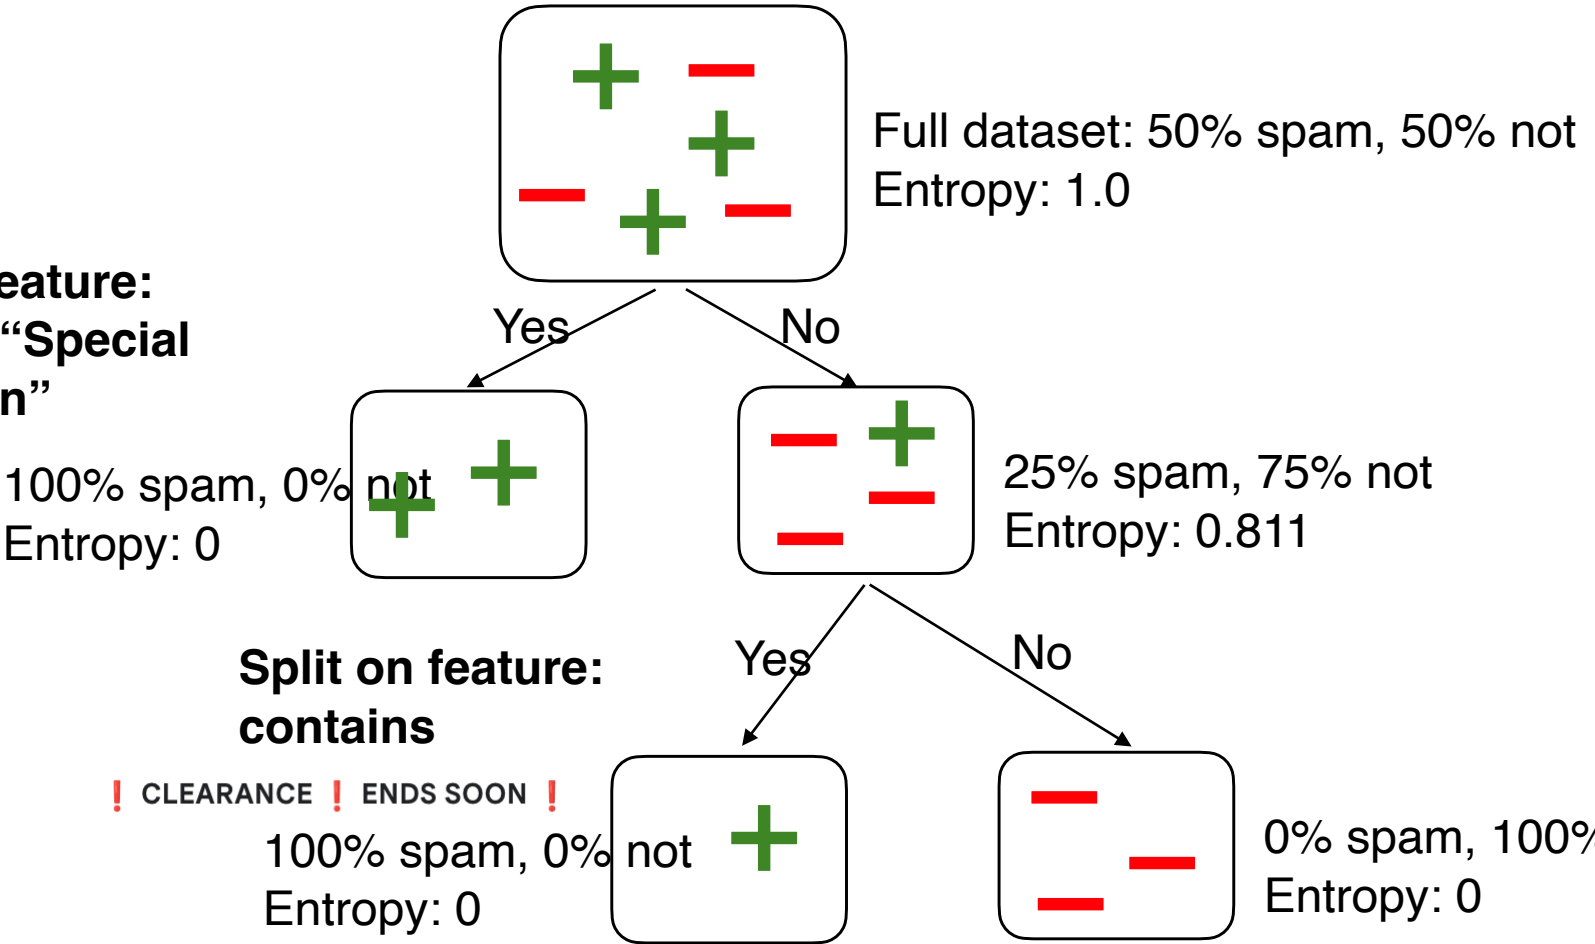 Full dataset: 50% spam, 50% not
Entropy: 1.0
eature:
“Special
n”
Yes
No
100% spam, 0% not
Entropy: 0
25% spam, 75% not
Entropy: 0.811
Split on feature:
contains
❗ CLEARANCE ❗ ENDS SOON ❗
Yes
No
100% spam, 0% not
Entropy: 0
0% spam, 100%
Entropy: 0